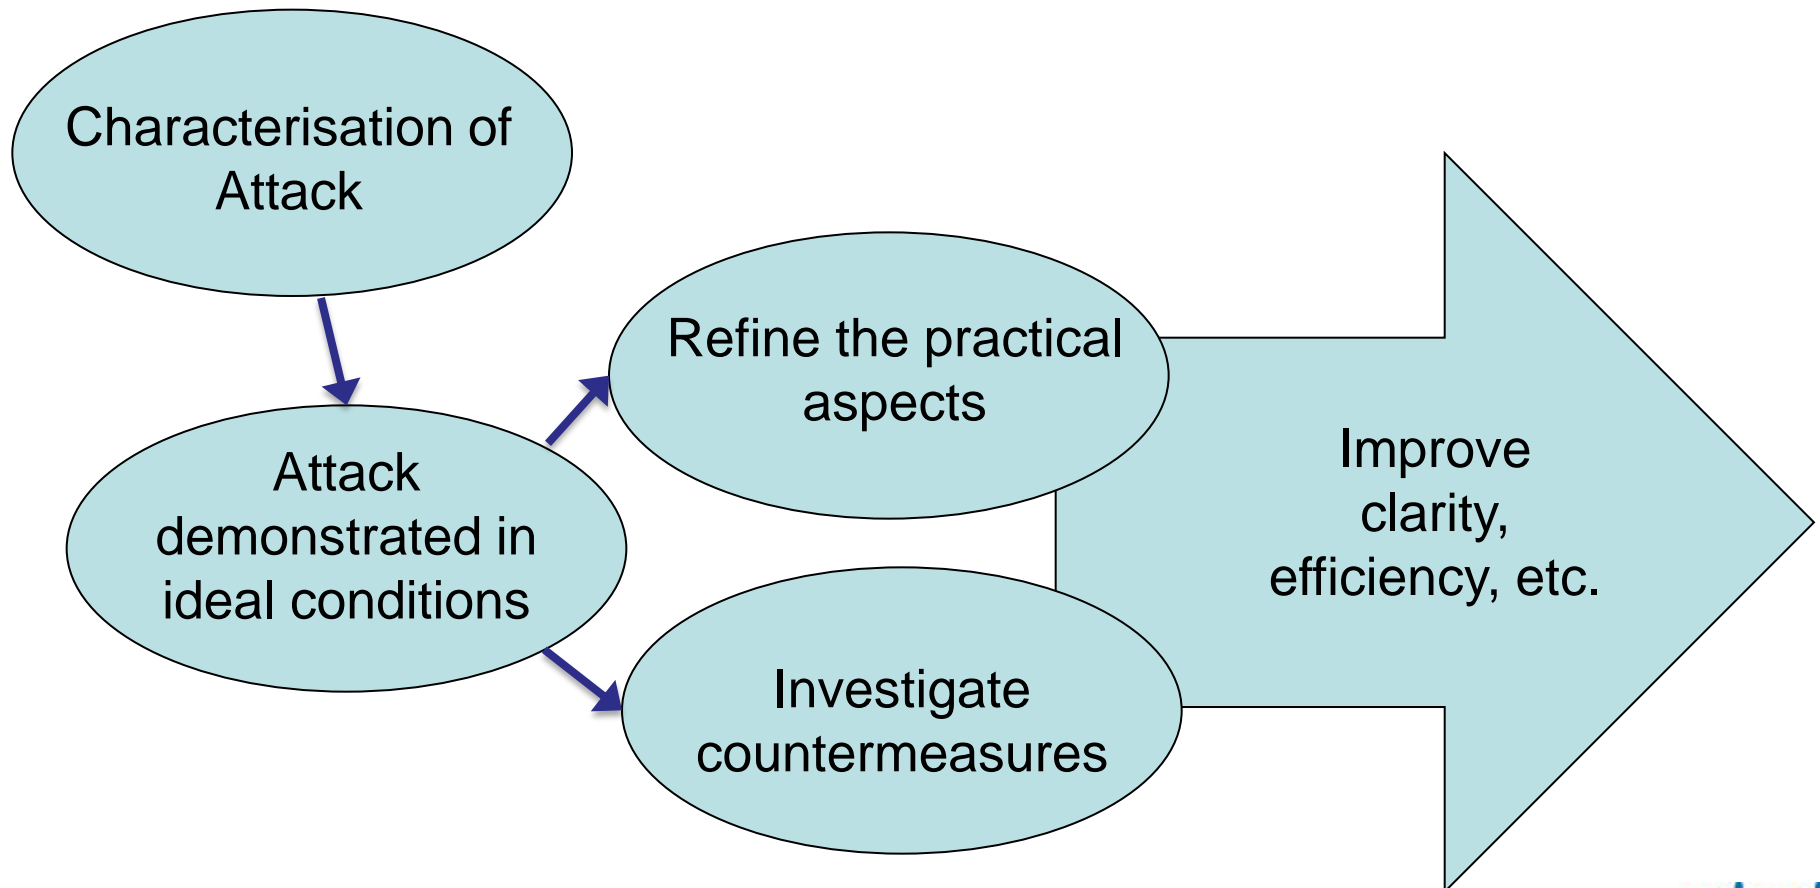 Characterisation of
Attack
Attack
demonstrated in
ideal conditions
Refine the practical
aspects
Investigate
countermeasures
Improve
clarity,
efficiency, etc.